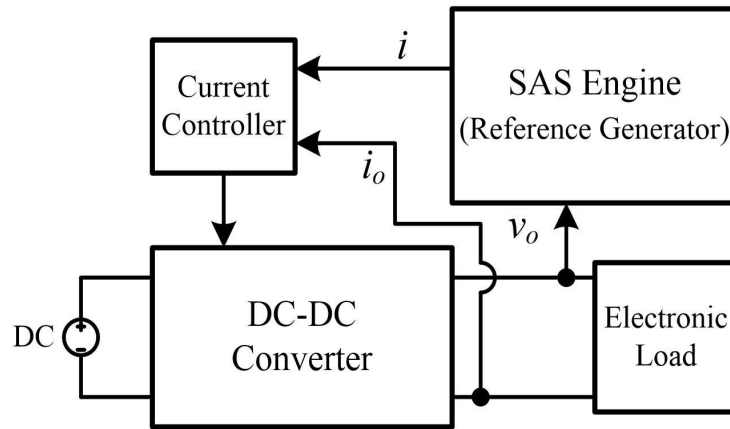 Current
Controller
i
SAS Engine
(Reference Generator)
i_o
v_o
DC
DC-DC
Converter
Electronic
Load